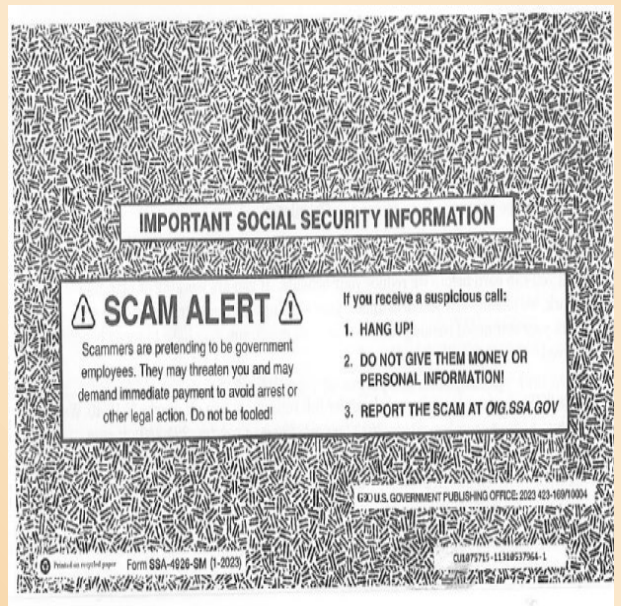 IMPORTANT SOCIAL SECURITY INFORMATION
SCAM ALERT
Scammers are pretending to be government
employees. They may threaten you and may
demand immediate payment to avoid arrest or
other legal action. Do not be fooled!
If you receive a suspicious call:
1. HANG UP!
2. DO NOT GIVE THEM MONEY OR
PERSONAL INFORMATION!
3. REPORT THE SCAM AT OIG.SSA.GOV
U.S. GOVERNMENT PUBLISHING OFFICE: 2023 423-169/10004
Printed on recycled paper Form SSA-4926-SM (1-2023)
CU1075715-11310537964-1